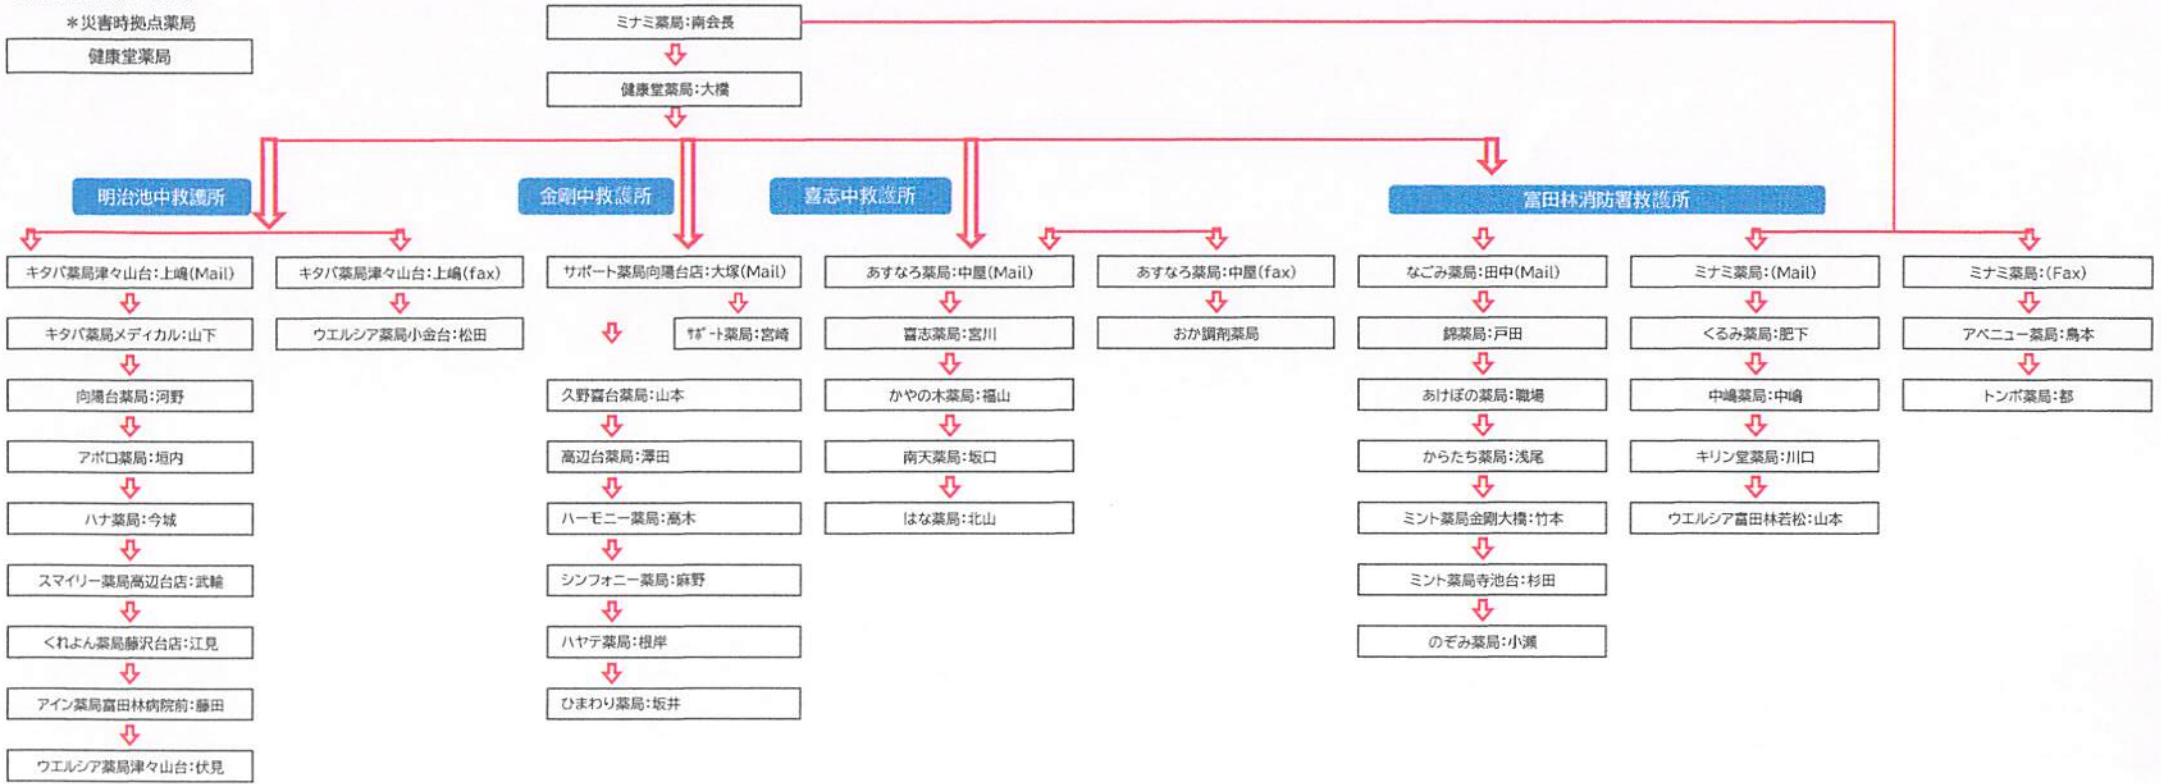 *災害時拠点薬局
健康堂薬局
ミナミ薬局:南会長
健康堂薬局:大橋
明治池中救護所
金剛中救護所
喜志中救護所
富田林消防署救護所
キタバ薬局津々山台:上嶋(Mail)
キタバ薬局メディカル:山下
向陽台薬局:河野
アポロ薬局:垣内
ハナ薬局:今城
スマイリー薬局高辺台店:武輪
くれよん薬局藤沢台店:江見
アイン薬局富田林病院前:藤田
ウエルシア薬局津々山台:伏見
キタバ薬局津々山台:上嶋(fax)
ウエルシア薬局小金台:松田
サポート薬局向陽台店:大塚(Mail)
サポート薬局:宮崎
久野喜台薬局:山本
高辺台薬局:澤田
ハーモニー薬局:高木
シンフォニー薬局:麻野
ハヤテ薬局:根岸
ひまわり薬局:坂井
あすなろ薬局:中屋(Mail)
喜志薬局:宮川
かやの木薬局:福山
南天薬局:坂口
はな薬局:北山
あすなろ薬局:中屋(fax)
おか調剤薬局
なごみ薬局:田中(Mail)
錦薬局:戸田
あけぼの薬局:職場
からたち薬局:浅尾
ミント薬局金剛大橋:竹本
ミント薬局寺池台:杉田
のぞみ薬局:小瀬
ミナミ薬局:(Mail)
くるみ薬局:肥下
中嶋薬局:中嶋
キリン堂薬局:川口
ウエルシア富田林若松:山本
ミナミ薬局:(Fax)
アベニュー薬局:鳥本
トンボ薬局:都